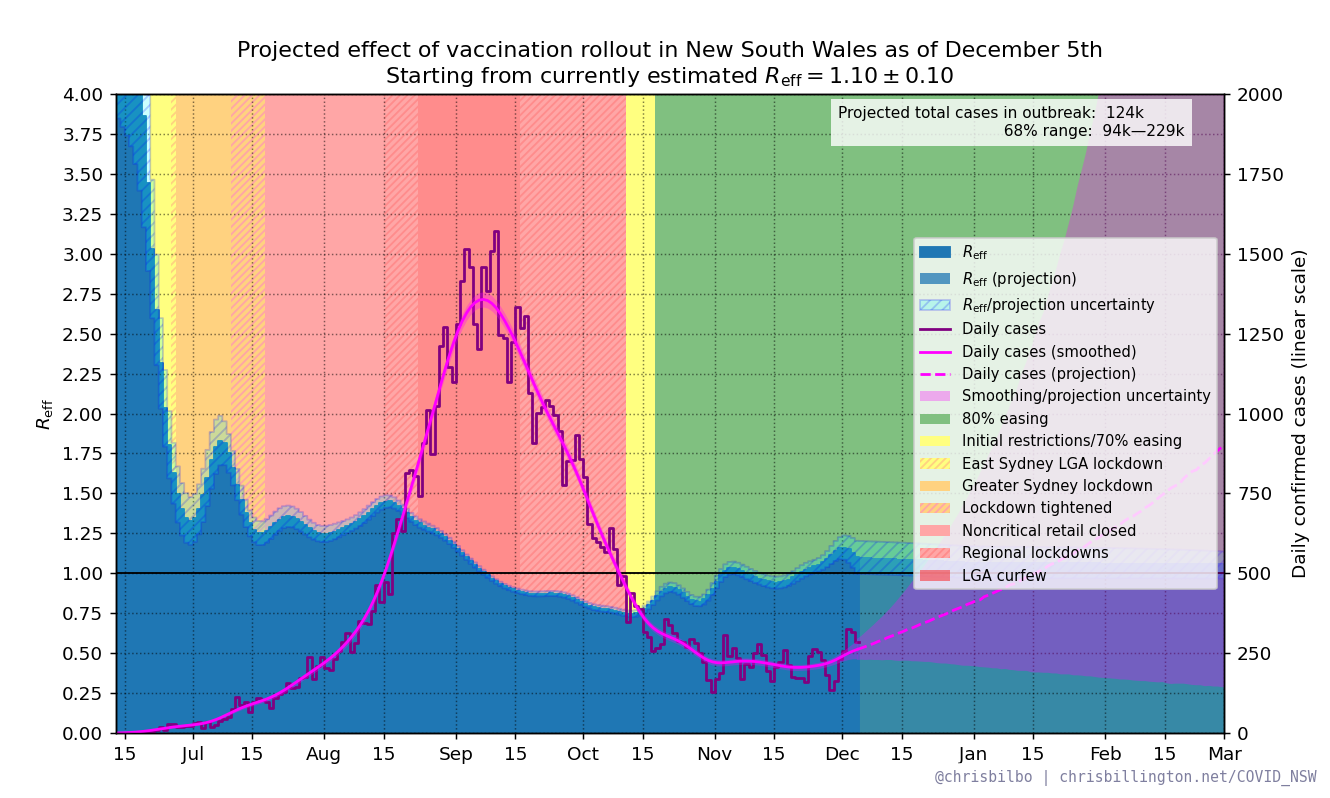 Projected effect of vaccination rollout in New South Wales as of December 5th
Starting from currently estimated Reff = 1.10 ± 0.10
Projected total cases in outbreak: 124k
68% range: 94k—229k
4.00
3.75
3.50
3.25
3.00
2.75
2.50
2.25
2.00
1.75
1.50
1.25
1.00
0.75
0.50
0.25
0.00
Reff
2000
1750
1500
1250
1000
750
500
250
0
Daily confirmed cases (linear scale)
Reff
Reff (projection)
Reff/projection uncertainty
Daily cases
Daily cases (smoothed)
Daily cases (projection)
Smoothing/projection uncertainty
80% easing
Initial restrictions/70% easing
East Sydney LGA lockdown
Greater Sydney lockdown
Lockdown tightened
Noncritical retail closed
Regional lockdowns
LGA curfew
15 Jul 15 Aug 15 Sep 15 Oct 15 Nov 15 Dec 15 Jan 15 Feb 15 Mar
@chrisbilbo | chrisbillington.net/COVID_NSW